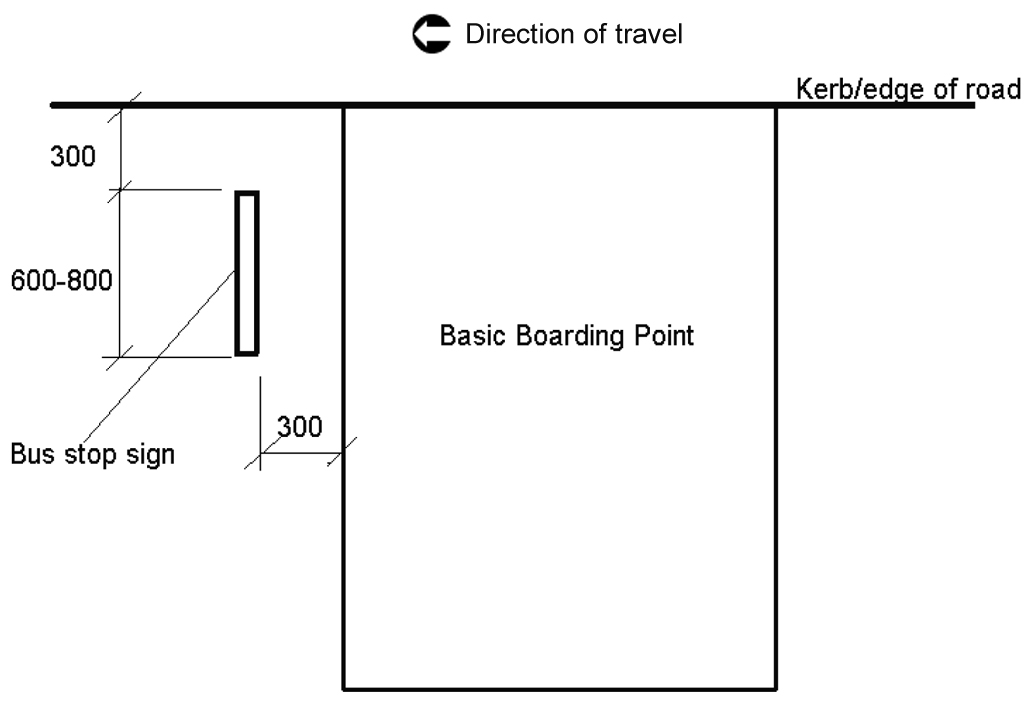 Direction of travel
Kerb/edge of road
300
600-800
Basic Boarding Point
300
Bus stop sign